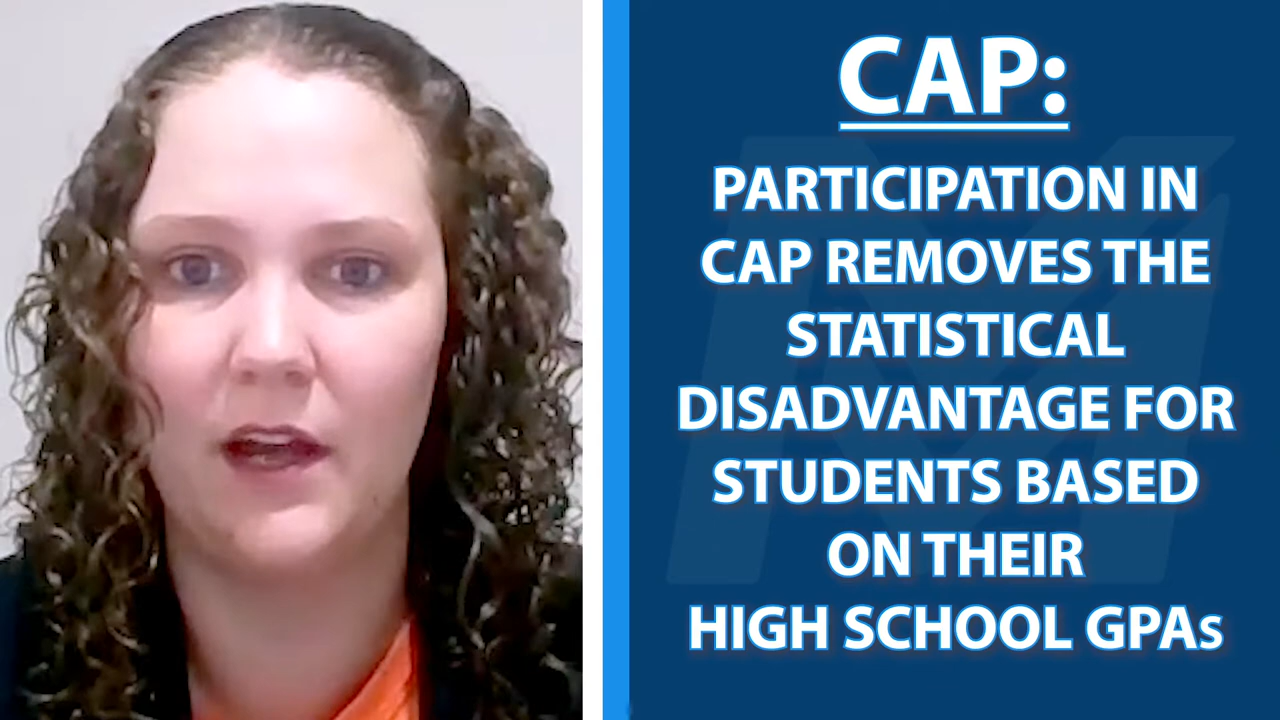 CAP:
PARTICIPATION IN
CAP REMOVES THE
STATISTICAL
DISADVANTAGE FOR
STUDENTS BASED
ON THEIR
HIGH SCHOOL GPAs